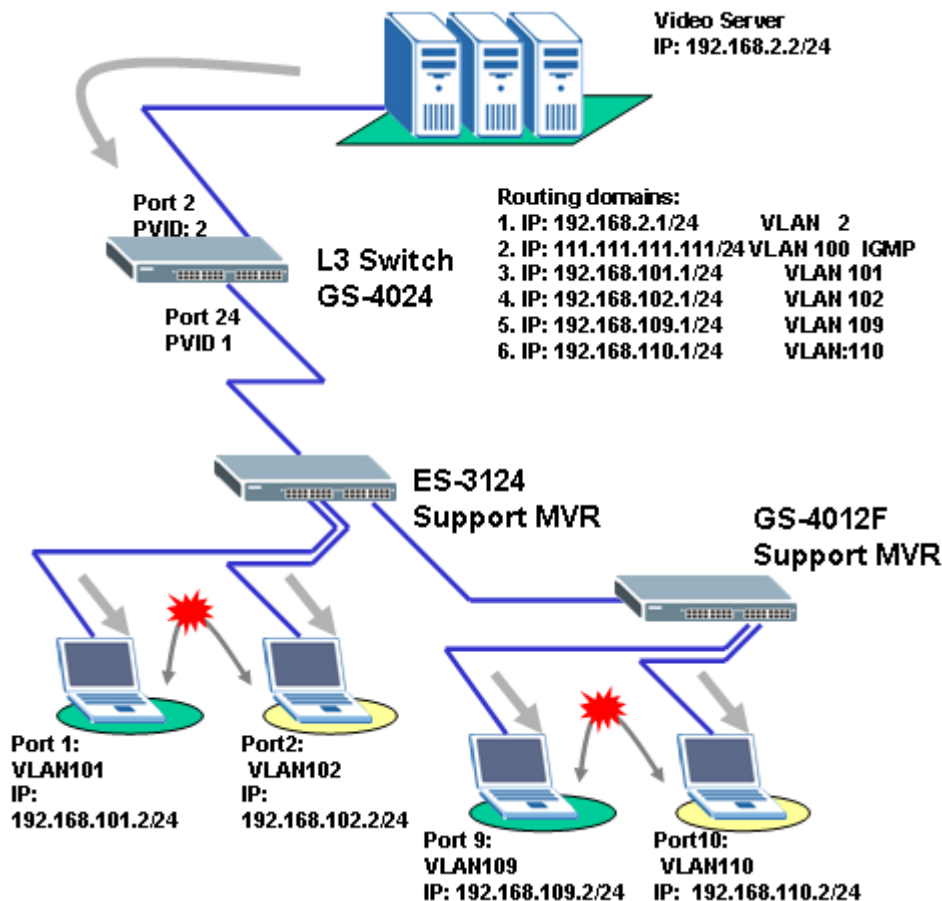 Video Server
IP: 192.168.2.2/24
Port 2
PVID: 2
L3 Switch
GS-4024
Port 24
PVID 1
Routing domains:
1. IP: 192.168.2.1/24 VLAN 2
2. IP: 111.111.111.111/24 VLAN 100 IGMP
3. IP: 192.168.101.1/24 VLAN 101
4. IP: 192.168.102.1/24 VLAN 102
5. IP: 192.168.109.1/24 VLAN 109
6. IP: 192.168.110.1/24 VLAN:110
ES-3124
Support MVR
GS-4012F
Support MVR
Port 1:
VLAN101
IP:
192.168.101.2/24
Port2:
VLAN102
IP:
192.168.102.2/24
Port 9:
VLAN109
IP: 192.168.109.2/24
Port10:
VLAN110
IP: 192.168.110.2/24